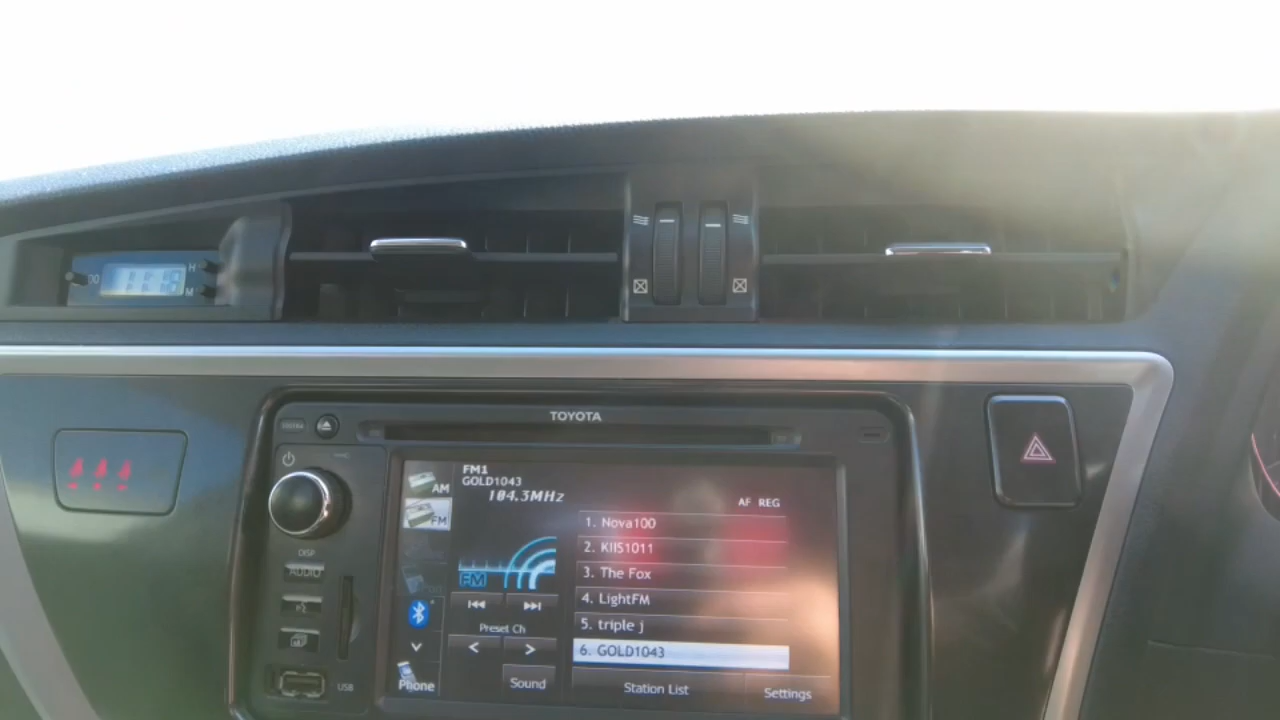 00
H
M
TOYOTA
FM1
GOLD1043
104.3MHz
AM
FM
AF REG
1. Nova100
2. KIIS1011
3. The Fox
4. LightFM
5. triple j
6. GOLD1043
FM
Preset Ch
< >
Sound
Station List
Settings
Phone
DISP
AUDIO
USB